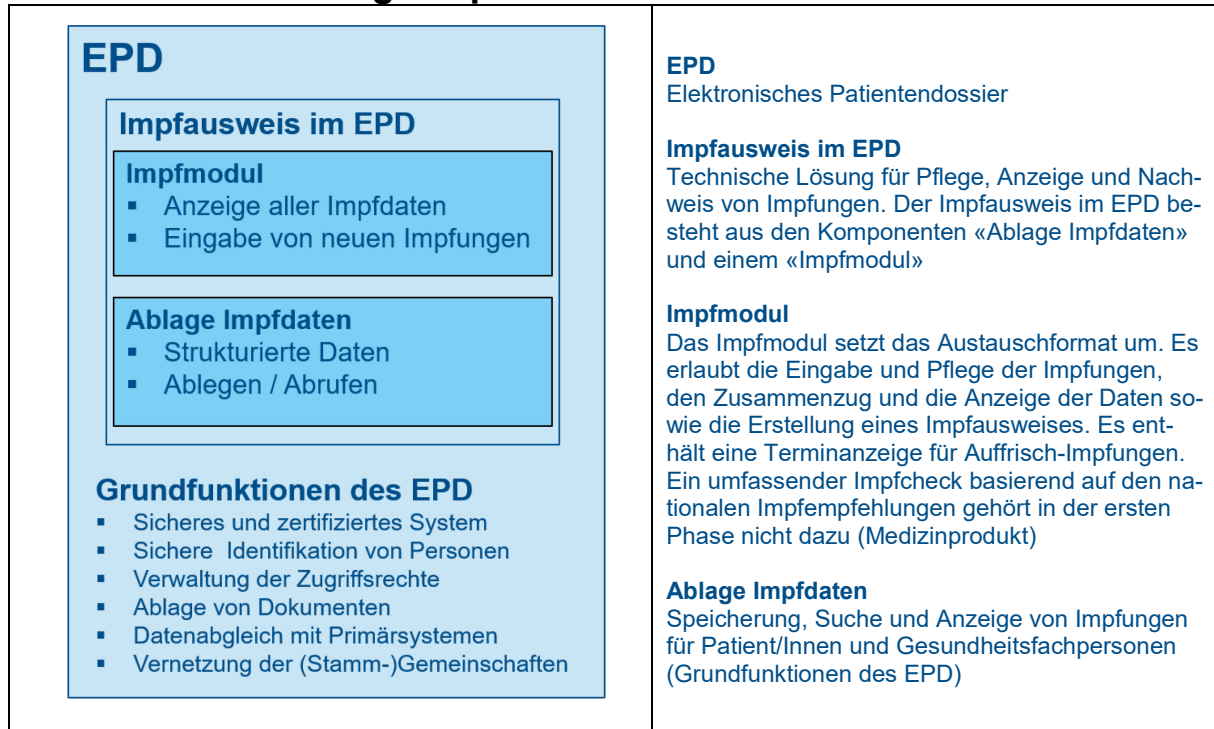 EPD
Impfausweis im EPD
Impfmodul
▪ Anzeige aller Impfdaten
▪ Eingabe von neuen Impfungen
Ablage Impfdaten
▪ Strukturierte Daten
▪ Ablegen / Abrufen
Grundfunktionen des EPD
▪ Sicheres und zertifiziertes System
▪ Sichere Identifikation von Personen
▪ Verwaltung der Zugriffsrechte
▪ Ablage von Dokumenten
▪ Datenabgleich mit Primärsystemen
▪ Vernetzung der (Stamm-)Gemeinschaften
EPD
Elektronisches Patientendossier
Impfausweis im EPD
Technische Lösung für Pflege, Anzeige und Nach-
weis von Impfungen. Der Impfausweis im EPD be-
steht aus den Komponenten «Ablage Impfdaten»
und einem «Impfmodul»
Impfmodul
Das Impfmodul setzt das Austauschformat um. Es
erlaubt die Eingabe und Pflege der Impfungen,
den Zusammenzug und die Anzeige der Daten so-
wie die Erstellung eines Impfausweises. Es ent-
hält eine Terminanzeige für Auffrisch-Impfungen.
Ein umfassender Impfcheck basierend auf den na-
tionalen Impfempfehlungen gehört in der ersten
Phase nicht dazu (Medizinprodukt)
Ablage Impfdaten
Speicherung, Suche und Anzeige von Impfungen
für Patient/Innen und Gesundheitsfachpersonen
(Grundfunktionen des EPD)